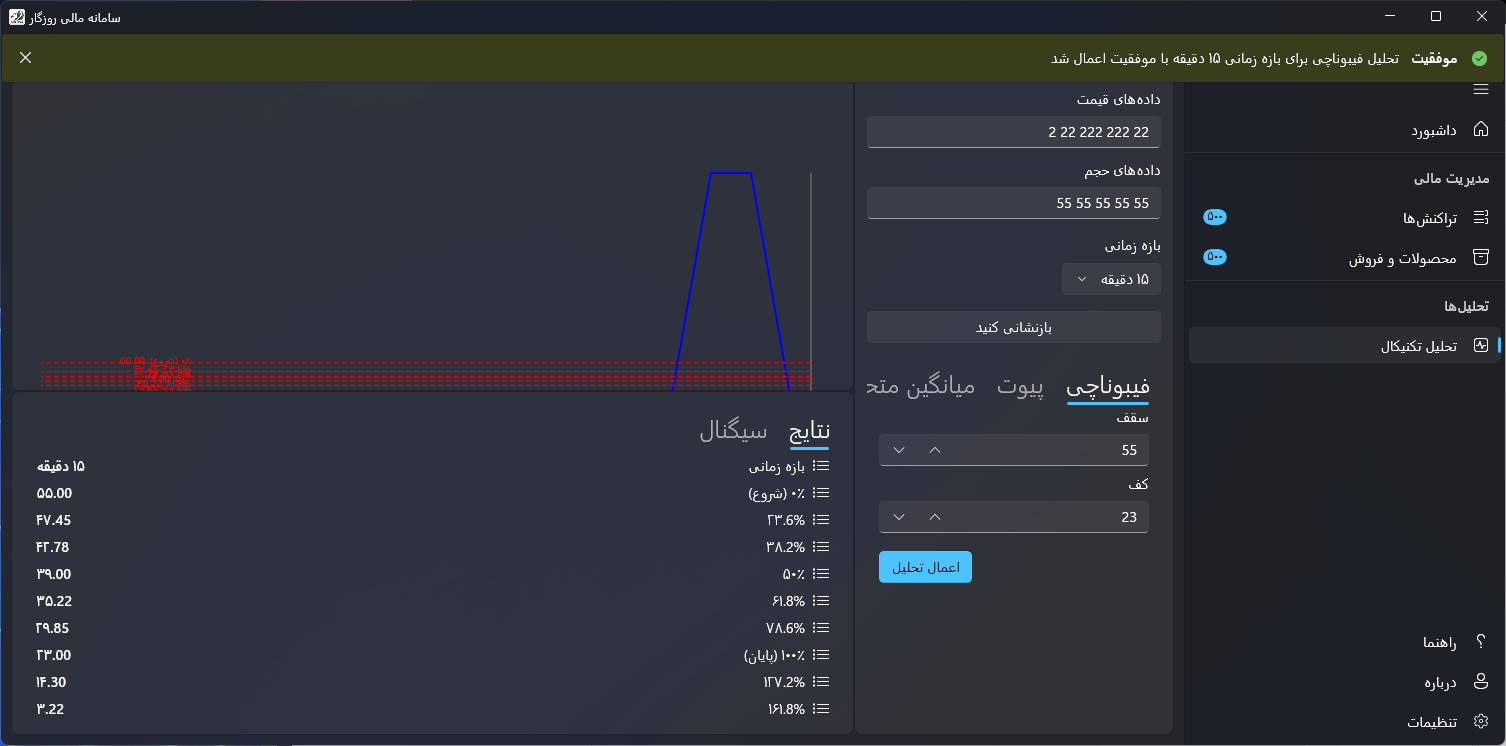 سامانه مالی روزگار
موفقیت تحلیل فیبوناچی برای بازه زمانی ۱۵ دقیقه با موفقیت اعمال شد
داشبورد
مدیریت مالی
تراکنش‌ها ۵۰۰
محصولات و فروش ۵۰۰
تحلیل‌ها
تحلیل تکنیکال
راهنما
درباره
تنظیمات
داده‌های قیمت
2 22 222 222 22
داده‌های حجم
55 55 55 55 55
بازه زمانی
۱۵ دقیقه
بازنشانی کنید
فیبوناچی پیوت میانگین متح
سقف
55
کف
23
اعمال تحلیل
نتایج سیگنال
بازه زمانی ۱۵ دقیقه
۰٪ (شروع) ۵۵.۰۰
۲۳.۶% ۴۷.۴۵
۳۸.۲% ۴۲.۷۸
۵۰٪ ۳۹.۰۰
۶۱.۸% ۳۵.۲۲
۷۸.۶% ۲۹.۸۵
۱۰۰٪ (پایان) ۲۳.۰۰
۱۲۷.۲% ۱۴.۳۰
۱۶۱.۸% ۳.۲۲